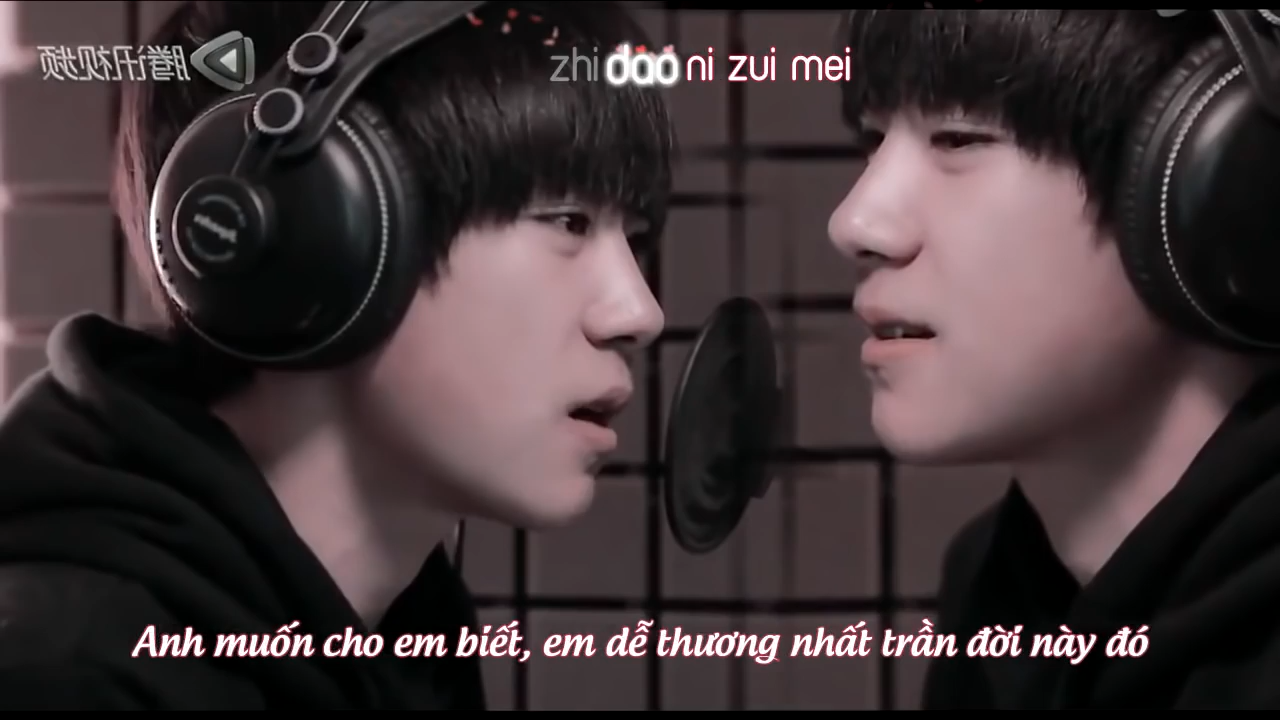 腾讯视频
zhi dao ni zui mei
Anh muốn cho em biết, em dễ thương nhất trần đời này đó